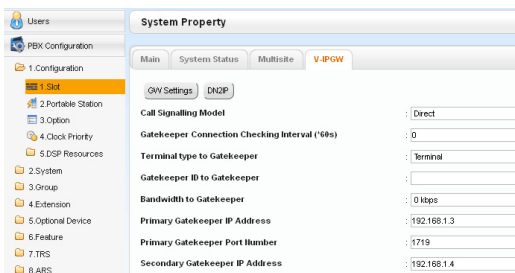 Users
PBX Configuration
1.Configuration
1.Slot
2.Portable Station
3.Option
4.Clock Priority
5.DSP Resources
2.System
3.Group
4.Extension
5.Optional Device
6.Feature
7.TRS
8.ARS
System Property
Main System Status Multisite V-IPGW
GW Settings DN2IP
Call Signalling Model : Direct
Gatekeeper Connection Checking Interval (*60s) : 0
Terminal type to Gatekeeper : Terminal
Gatekeeper ID to Gatekeeper :
Bandwidth to Gatekeeper : 0 kbps
Primary Gatekeeper IP Address : 192.168.1.3
Primary Gatekeeper Port Number : 1719
Secondary Gatekeeper IP Address : 192.168.1.4